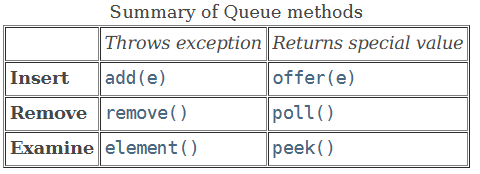 Summary of Queue methods
Throws exception Returns special value
Insert add(e) offer(e)
Remove remove() poll()
Examine element() peek()